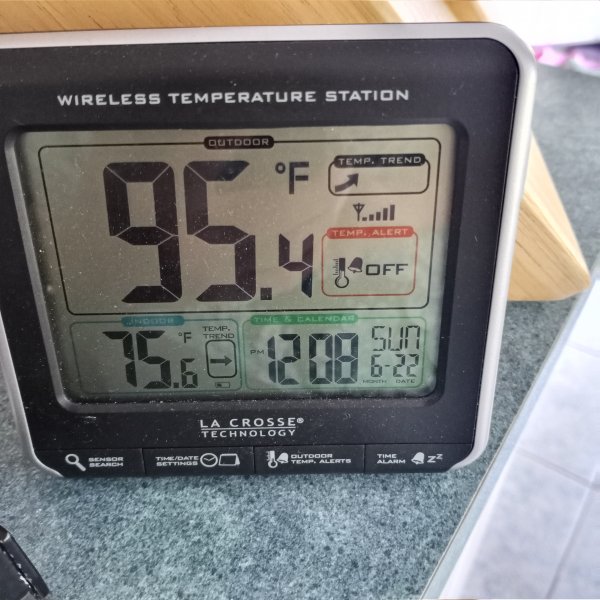 WIRELESS TEMPERATURE STATION
OUTDOOR
95.4 °F
TEMP. TREND
TEMP. ALERT
OFF
INDOOR
75.6 °F
TEMP. TREND
TIME & CALENDAR
PM 12:08
SUN
6-22
MONTH DATE
LA CROSSE®
TECHNOLOGY
SENSOR SEARCH
TIME/DATE SETTINGS
OUTDOOR TEMP. ALERTS
TIME ALARM
zz